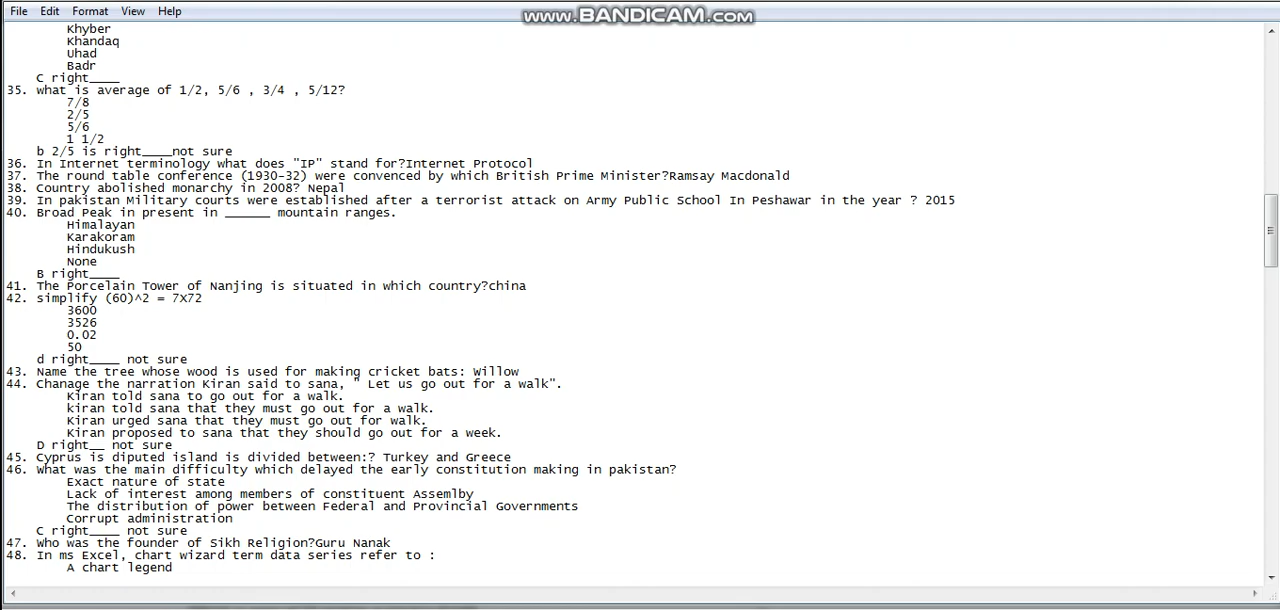 File Edit Format View Help
www.BANDICAM.com
Khyber
Khandaq
Uhad
Badr
C right____
35. what is average of 1/2, 5/6 , 3/4 , 5/12?
7/8
2/5
5/6
1 1/2
b 2/5 is right____not sure
36. In Internet terminology what does "IP" stand for?Internet Protocol
37. The round table conference (1930-32) were convenced by which British Prime Minister?Ramsay Macdonald
38. Country abolished monarchy in 2008? Nepal
39. In pakistan Military courts were established after a terrorist attack on Army Public School In Peshawar in the year ? 2015
40. Broad Peak in present in ______ mountain ranges.
Himalayan
Karakoram
Hindukush
None
B right____
41. The Porcelain Tower of Nanjing is situated in which country?china
42. simplify (60)^2 = 7X72
3600
3526
0.02
50
d right____ not sure
43. Name the tree whose wood is used for making cricket bats: Willow
44. Chanage the narration Kiran said to sana, " Let us go out for a walk".
Kiran told sana to go out for a walk.
kiran told sana that they must go out for a walk.
Kiran urged sana that they must go out for walk.
Kiran proposed to sana that they should go out for a week.
D right__ not sure
45. Cyprus is diputed island is divided between:? Turkey and Greece
46. What was the main difficulty which delayed the early constitution making in pakistan?
Exact nature of state
Lack of interest among members of constituent Assemlby
The distribution of power between Federal and Provincial Governments
Corrupt administration
C right____ not sure
47. Who was the founder of Sikh Religion?Guru Nanak
48. In ms Excel, chart wizard term data series refer to :
A chart legend